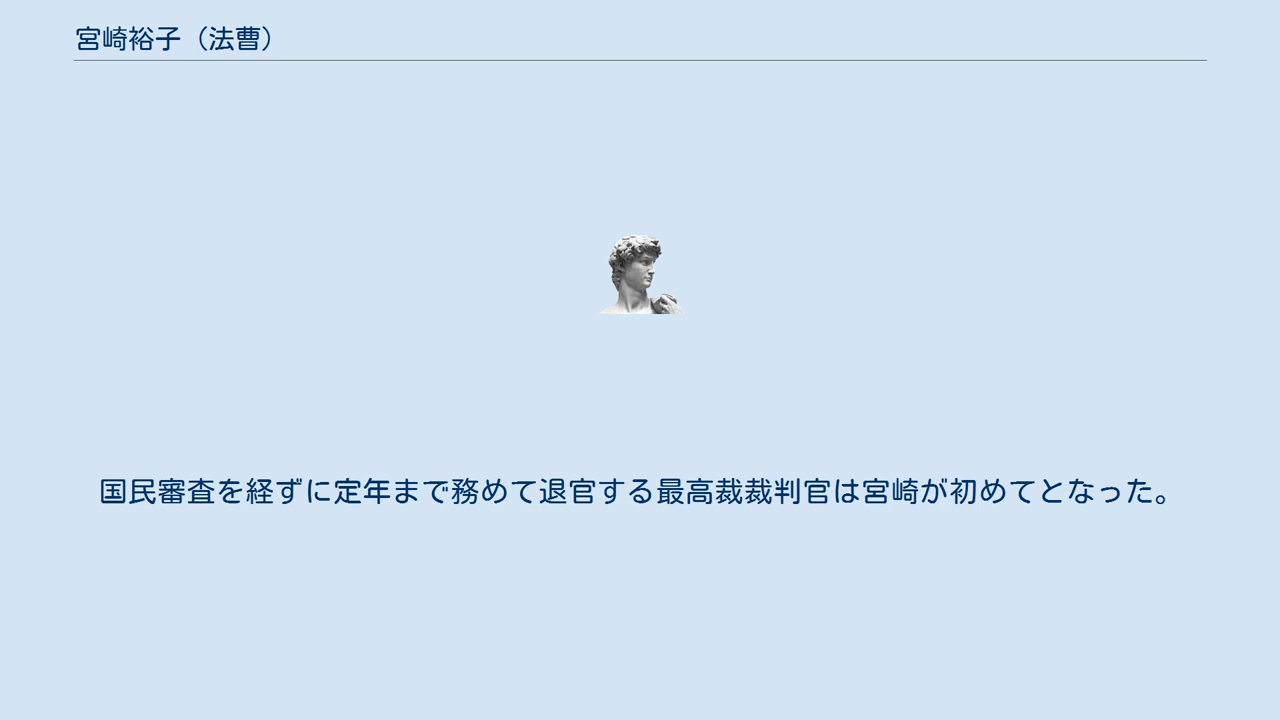 宮崎裕子（法曹）
国民審査を経ずに定年まで務めて退官する最高裁裁判官は宮崎が初めてとなった。